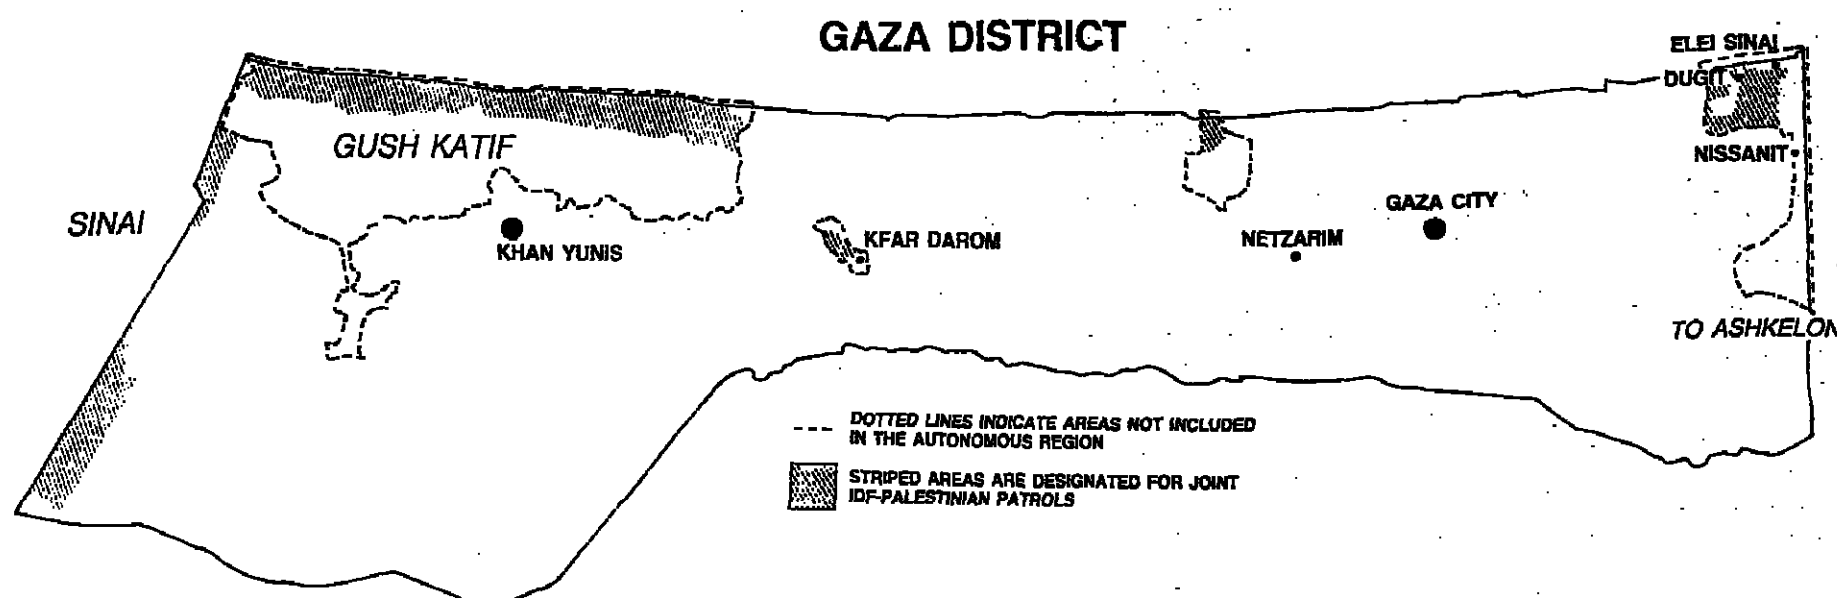 GAZA DISTRICT
ELEI SINAI
DUGIT
GUSH KATIF
NISSANIT
SINAI
GAZA CITY
KHAN YUNIS
KFAR DAROM
NETZARIM
TO ASHKELON
DOTTED LINES INDICATE AREAS NOT INCLUDED
IN THE AUTONOMOUS REGION
STRIPED AREAS ARE DESIGNATED FOR JOINT
IDF-PALESTINIAN PATROLS